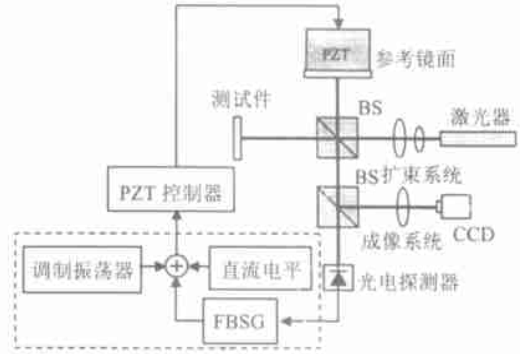 PZT
参考镜面
测试件
BS
激光器
BS 扩束系统
PZT 控制器
成像系统
CCD
调制振荡器
直流电平
光电探测器
FBSG